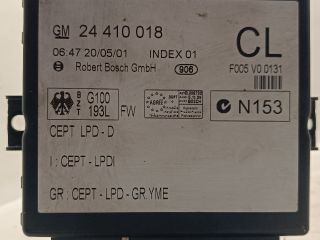 GM 24 410 018
CL
06:47 20/05/01 INDEX 01
Robert Bosch GmbH 906
F005 V0 0131
BZT G100 193L FW
N153
CEPT LPD - D
I : CEPT - LPDI
GR : CEPT - LPD - GR.YME